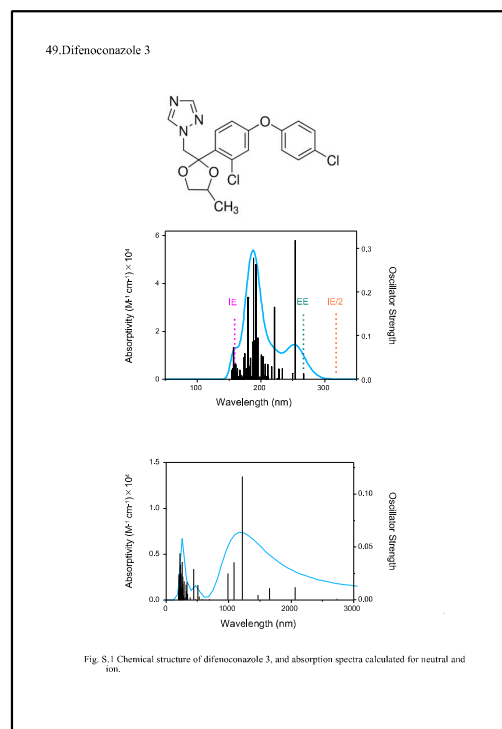 49.Difenoconazole 3
N
N
N
O
O
O
Cl
Cl
CH₃
6
4
2
0
Absorptivity (M⁻¹ cm⁻¹) × 10⁴
IE
EE
IE/2
0.3
0.2
0.1
0.0
Oscillator Strength
100
200
300
Wavelength (nm)
1.5
1.0
0.5
0.0
Absorptivity (M⁻¹ cm⁻¹) × 10⁴
0.10
0.05
0.00
Oscillator Strength
0
1000
2000
3000
Wavelength (nm)
Fig. S.1 Chemical structure of difenoconazole 3, and absorption spectra calculated for neutral and
ion.